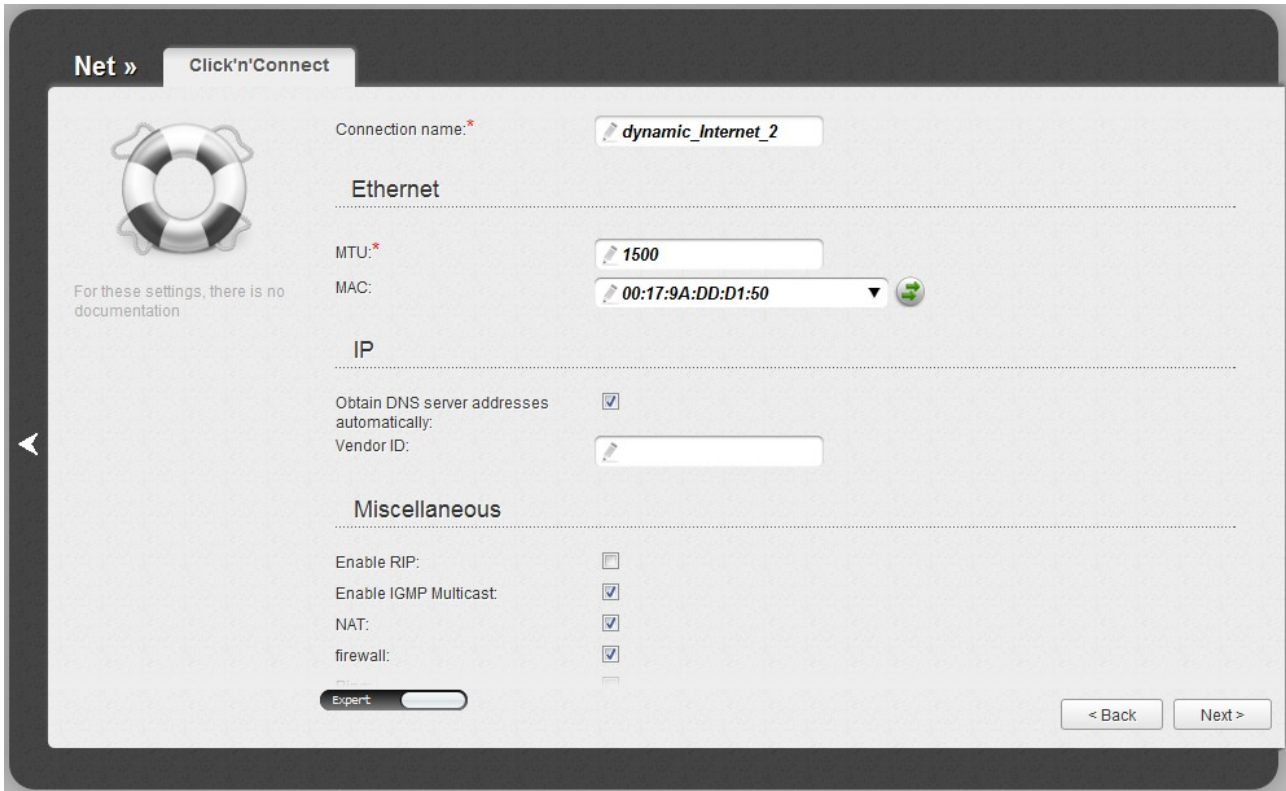 Net »
Click'n'Connect
For these settings, there is no
documentation
Connection name:*
dynamic_Internet_2
Ethernet
MTU:*
1500
MAC:
00:17:9A:DD:D1:50
IP
Obtain DNS server addresses
automatically:
Vendor ID:
Miscellaneous
Enable RIP:
Enable IGMP Multicast:
NAT:
firewall:
Expert
< Back
Next >